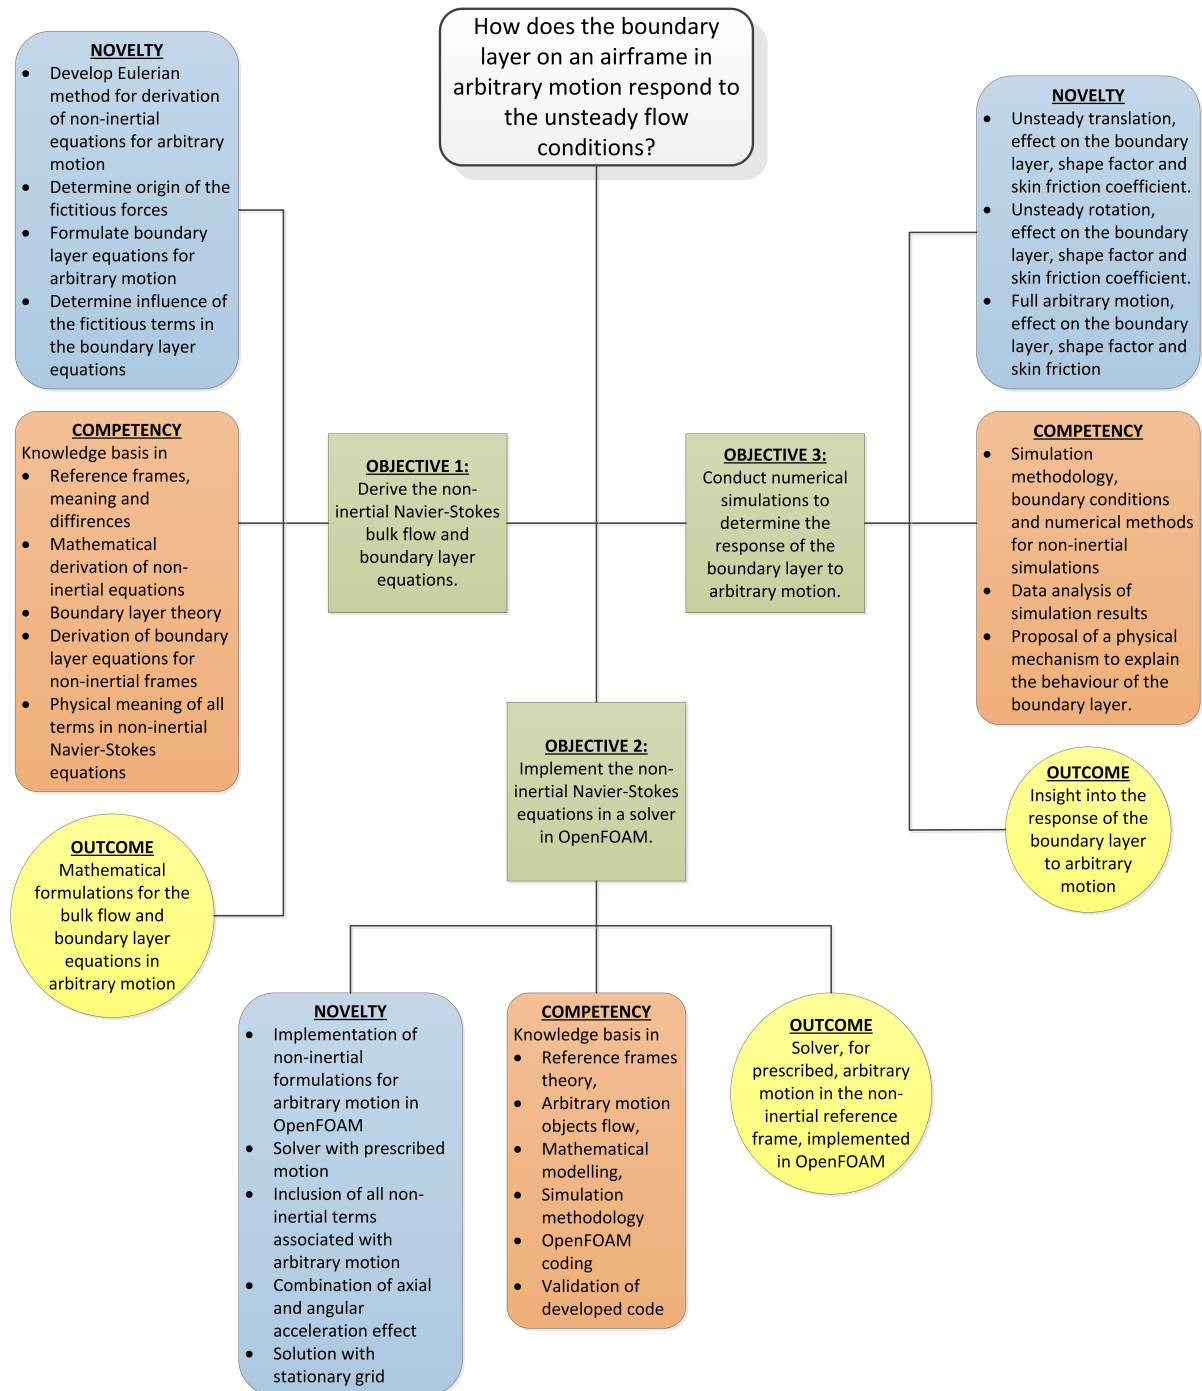 How does the boundary
layer on an airframe in
arbitrary motion respond to
the unsteady flow
conditions?
NOVELTY
• Develop Eulerian
method for derivation
of non-inertial
equations for arbitrary
motion
• Determine origin of the
fictitious forces
• Formulate boundary
layer equations for
arbitrary motion
• Determine influence of
the fictitious terms in
the boundary layer
equations
COMPETENCY
Knowledge basis in
• Reference frames,
meaning and
diffirences
• Mathematical
derivation of non-
inertial equations
• Boundary layer theory
• Derivation of boundary
layer equations for
non-inertial frames
• Physical meaning of all
terms in non-inertial
Navier-Stokes
equations
OUTCOME
Mathematical
formulations for the
bulk flow and
boundary layer
equations in
arbitrary motion
OBJECTIVE 1:
Derive the non-
inertial Navier-Stokes
bulk flow and
boundary layer
equations.
OBJECTIVE 3:
Conduct numerical
simulations to
determine the
response of the
boundary layer to
arbitrary motion.
NOVELTY
• Unsteady translation,
effect on the boundary
layer, shape factor and
skin friction coefficient.
• Unsteady rotation,
effect on the boundary
layer, shape factor and
skin friction coefficient.
• Full arbitrary motion,
effect on the boundary
layer, shape factor and
skin friction
COMPETENCY
• Simulation
methodology,
boundary conditions
and numerical methods
for non-inertial
simulations
• Data analysis of
simulation results
• Proposal of a physical
mechanism to explain
the behaviour of the
boundary layer.
OUTCOME
Insight into the
response of the
boundary layer
to arbitrary
motion
OBJECTIVE 2:
Implement the non-
inertial Navier-Stokes
equations in a solver
in OpenFOAM.
NOVELTY
• Implementation of
non-inertial
formulations for
arbitrary motion in
OpenFOAM
• Solver with prescribed
motion
• Inclusion of all non-
inertial terms
associated with
arbitrary motion
• Combination of axial
and angular
acceleration effect
• Solution with
stationary grid
COMPETENCY
Knowledge basis in
• Reference frames
theory,
• Arbitrary motion
objects flow,
• Mathematical
modelling,
• Simulation
methodology
• OpenFOAM
coding
• Validation of
developed code
OUTCOME
Solver, for
prescribed, arbitrary
motion in the non-
inertial reference
frame, implemented
in OpenFOAM